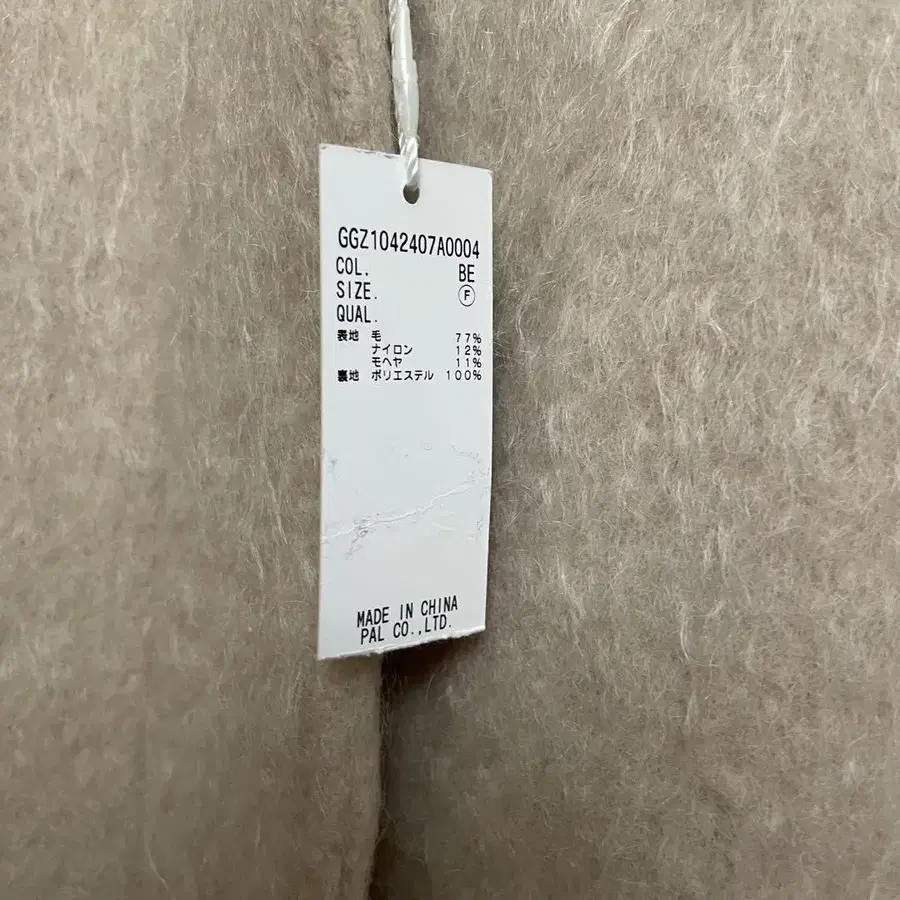 GGZ1042407A0004
COL. BE
SIZE. Ⓕ
QUAL.
表地 毛 77%
ナイロン 12%
モヘヤ 11%
裏地 ポリエステル 100%
MADE IN CHINA
PAL CO.,LTD.